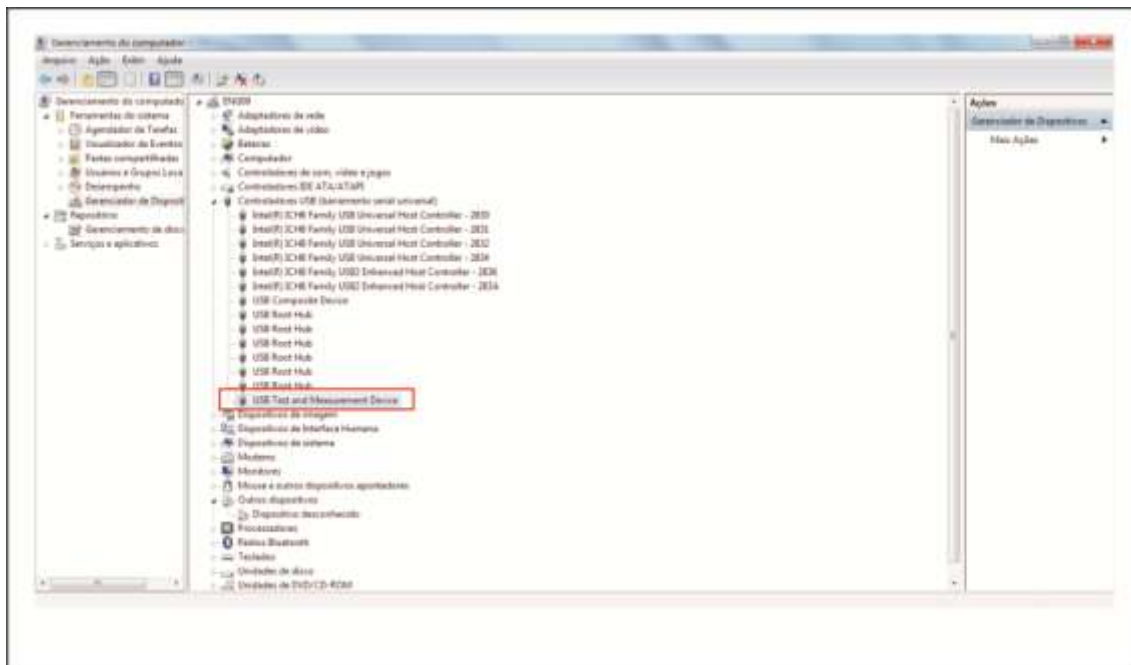 Gerenciamento do computador
Arquivo Ação Exibir Ajuda
Gerenciamento do computado
Ferramentas do sistema
Agendador de Tarefas
Visualizador de Eventos
Pastas compartilhadas
Usuários e Grupos Loca
Desempenho
Gerenciador de Disposit
Repositório
Gerenciamento de disco
Serviços e aplicativos
Adaptadores de rede
Adaptadores de vídeo
Baterias
Computador
Controladores de som, vídeo e jogos
Controladores IDE ATA/ATAPI
Controladores USB (barramento serial universal)
Intel(R) ICH8 Family USB Universal Host Controller - 2830
Intel(R) ICH8 Family USB Universal Host Controller - 2831
Intel(R) ICH8 Family USB Universal Host Controller - 2832
Intel(R) ICH8 Family USB Universal Host Controller - 2834
Intel(R) ICH8 Family USB2 Enhanced Host Controller - 2836
Intel(R) ICH8 Family USB2 Enhanced Host Controller - 283A
USB Composite Device
USB Root Hub
USB Root Hub
USB Root Hub
USB Root Hub
USB Root Hub
USB Root Hub
USB Test and Measurement Device
Dispositivos de imagem
Dispositivos de Interface Humana
Dispositivos de sistema
Modems
Monitores
Mouse e outros dispositivos apontadores
Outros dispositivos
Dispositivo desconhecido
Processadores
Rádios Bluetooth
Teclados
Unidades de disco
Unidades de DVD/CD-ROM
Ações
Gerenciador de Dispositivos
Mais Ações